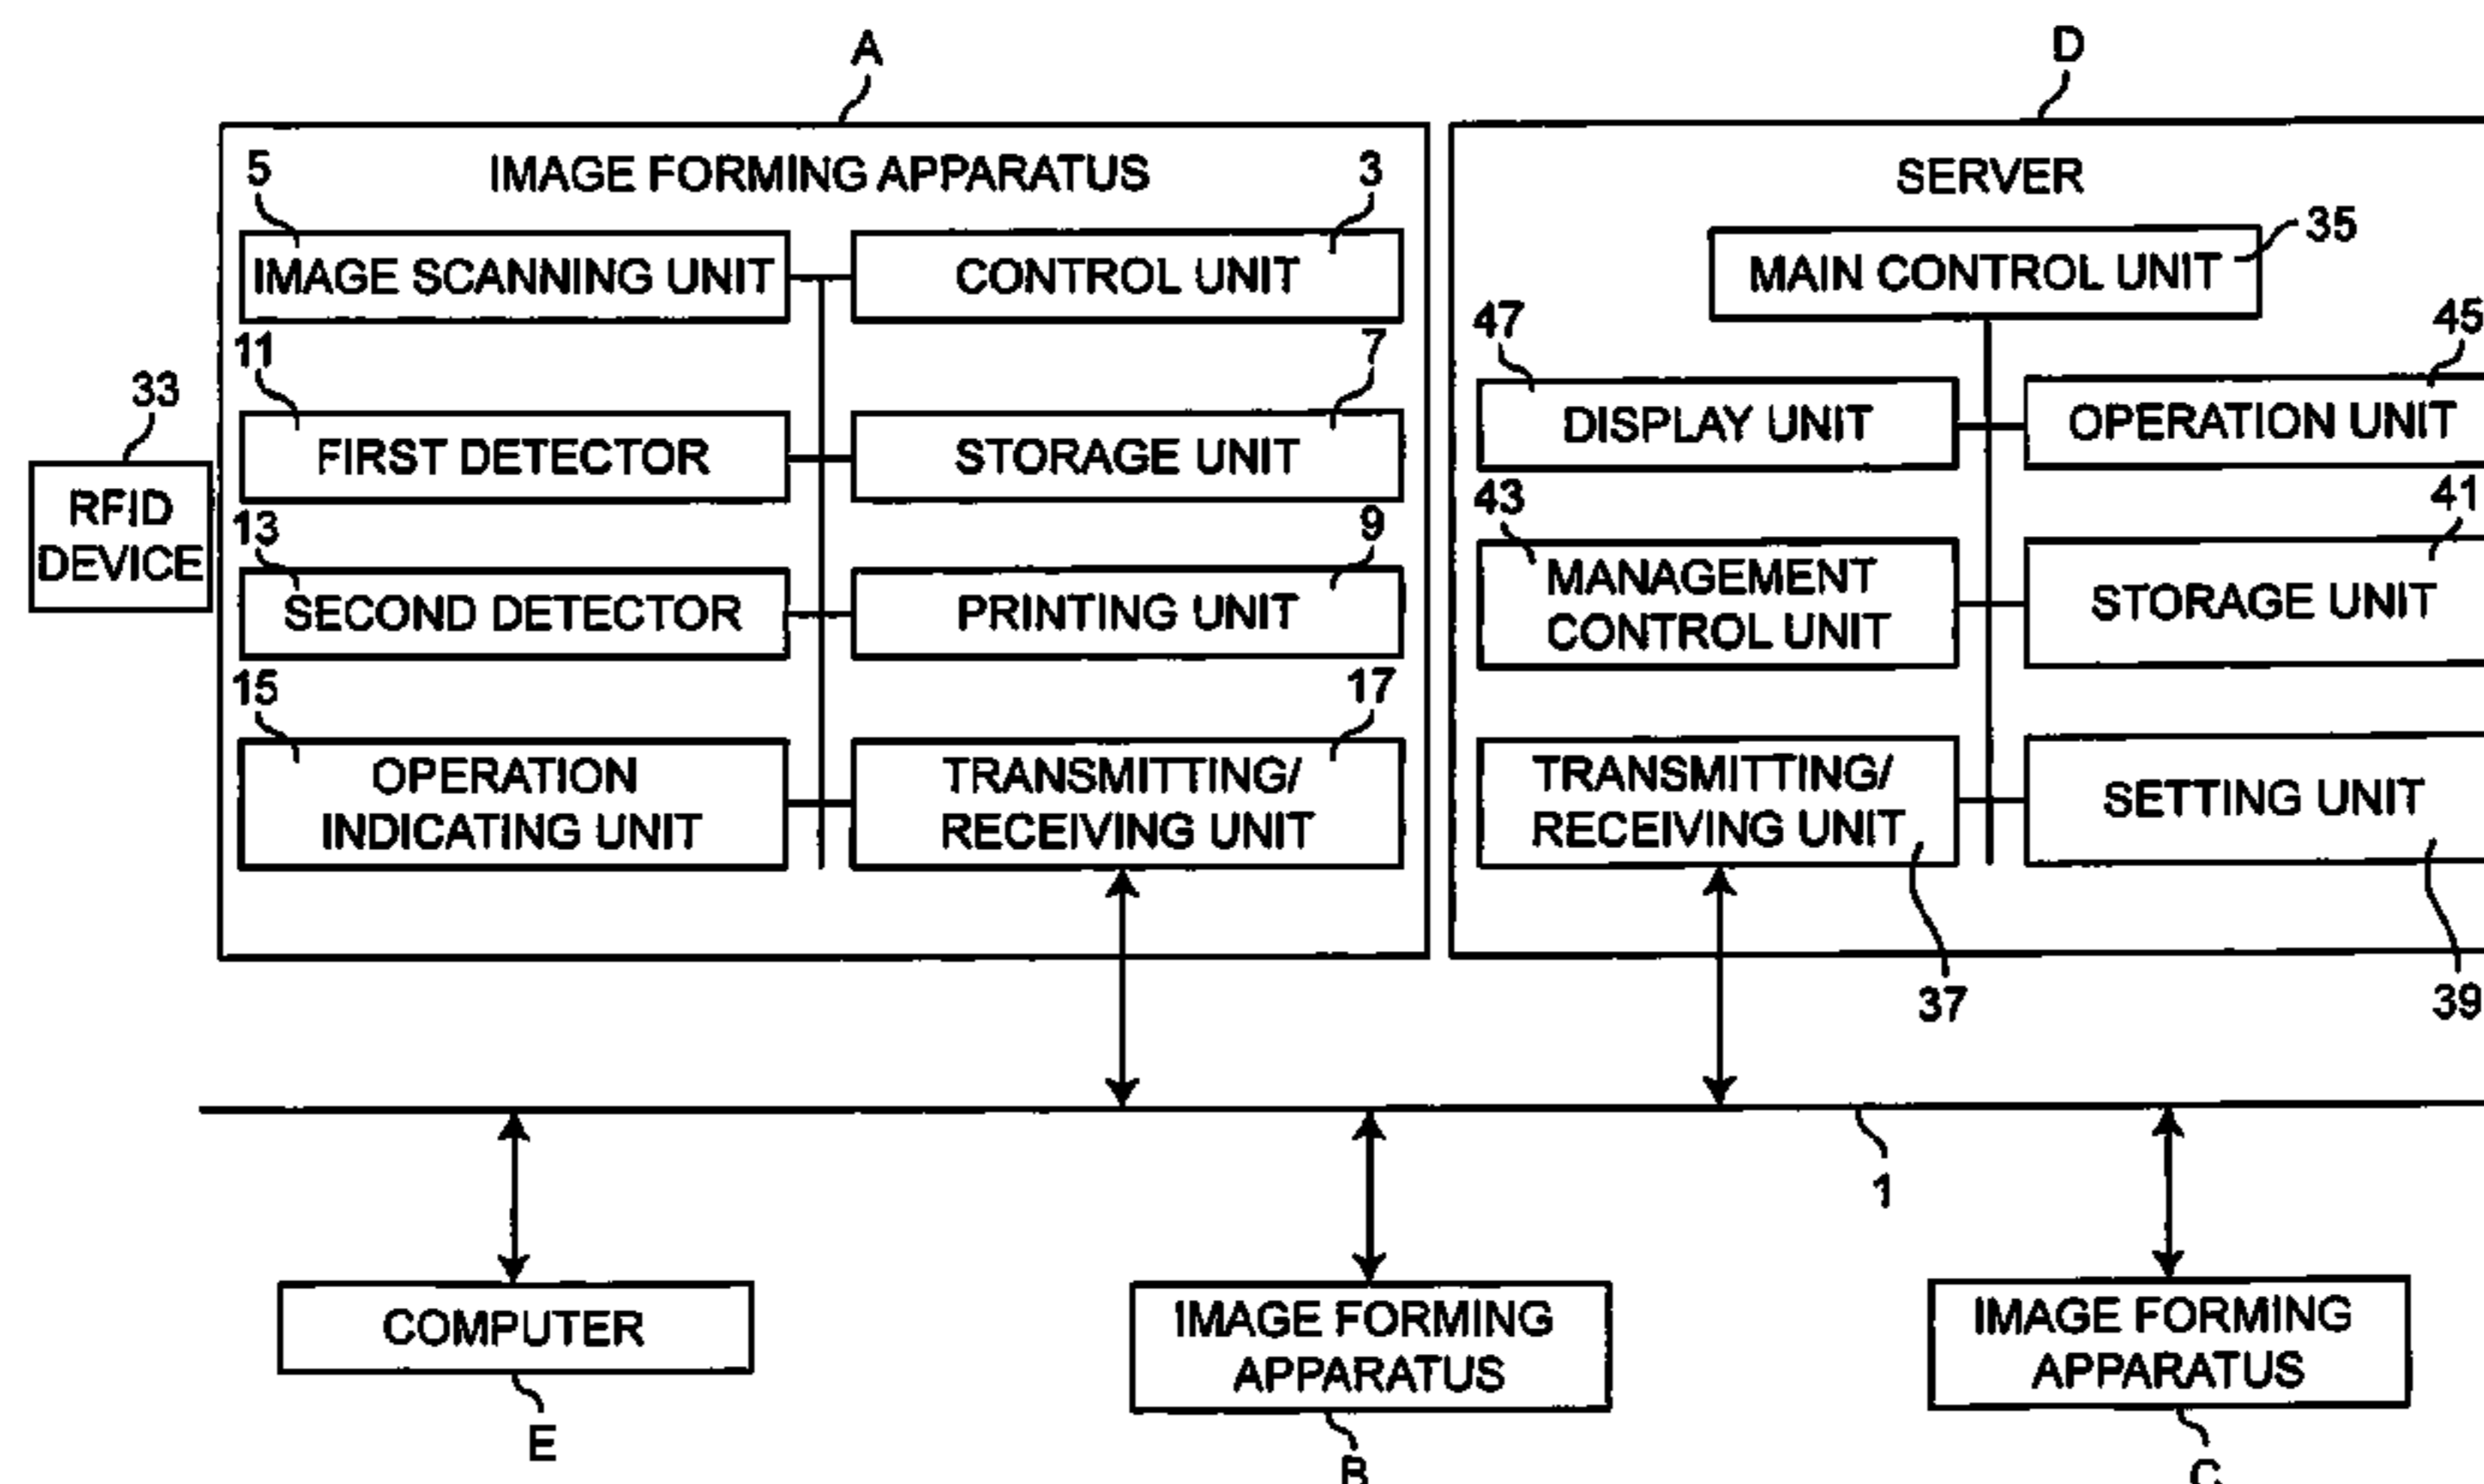 A
D
IMAGE FORMING APPARATUS
5
3
IMAGE SCANNING UNIT
CONTROL UNIT
11
7
FIRST DETECTOR
STORAGE UNIT
33
RFID
DEVICE
13
9
SECOND DETECTOR
PRINTING UNIT
15
17
OPERATION
INDICATING UNIT
TRANSMITTING/
RECEIVING UNIT
SERVER
35
MAIN CONTROL UNIT
47
45
DISPLAY UNIT
OPERATION UNIT
43
41
MANAGEMENT
CONTROL UNIT
STORAGE UNIT
TRANSMITTING/
RECEIVING UNIT
SETTING UNIT
37
39
1
COMPUTER
E
IMAGE FORMING
APPARATUS
B
IMAGE FORMING
APPARATUS
C